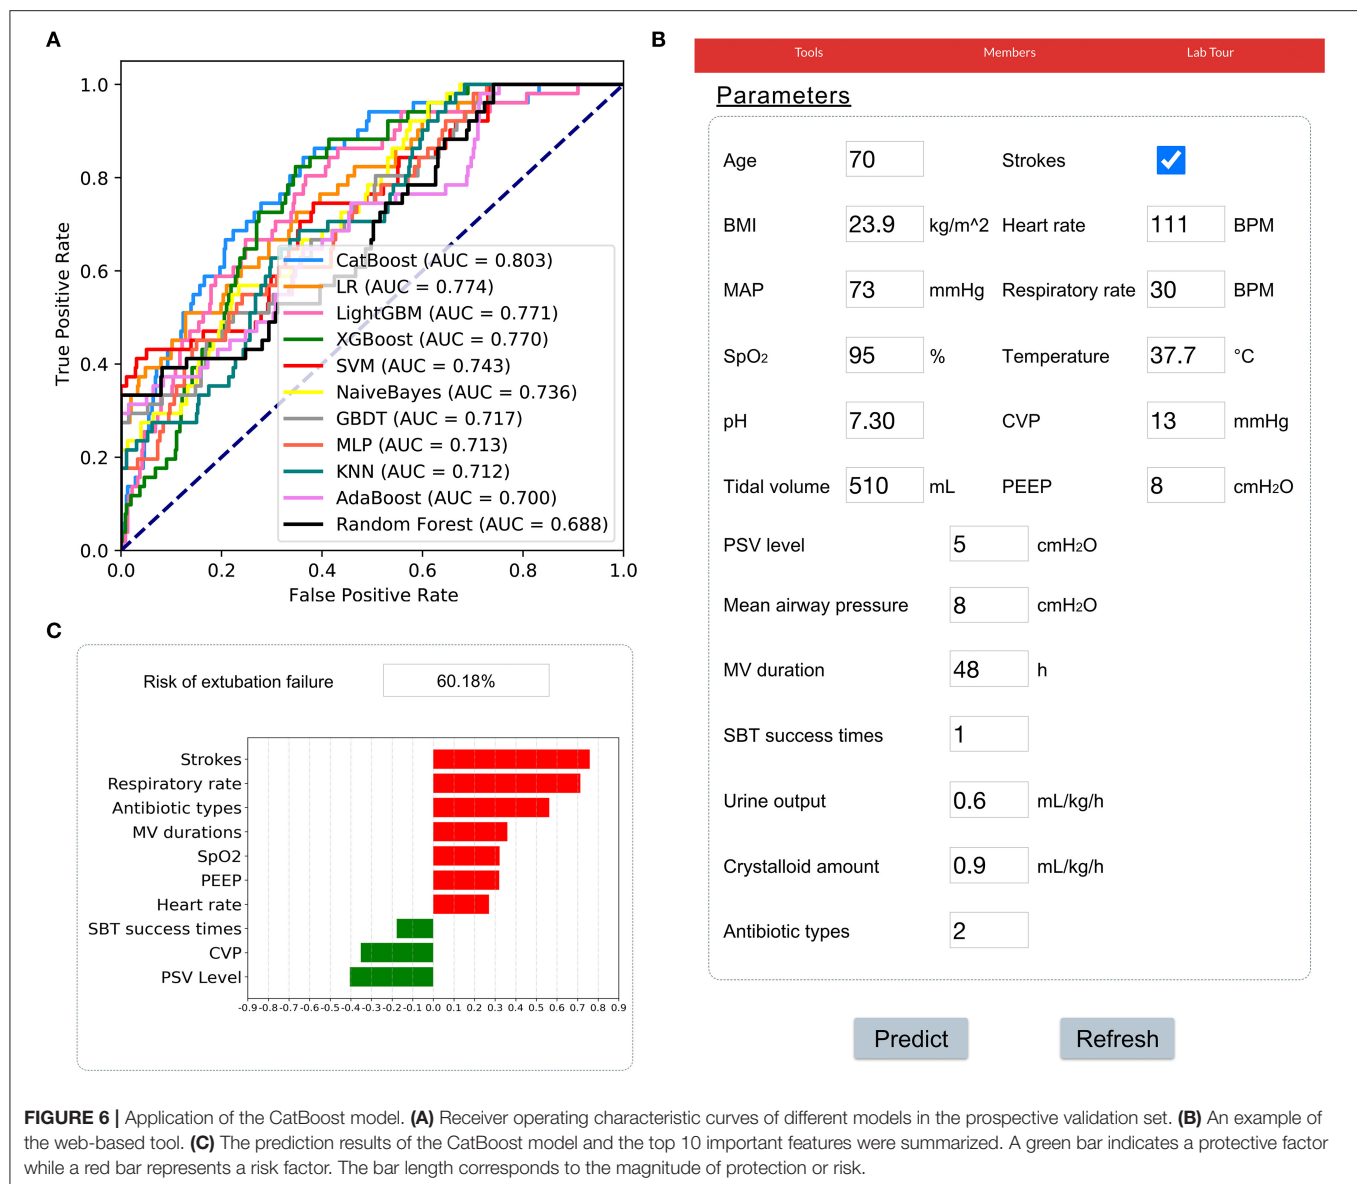 A
1.0
0.8
0.6
0.4
0.2
0.0
True Positive Rate
0.0 0.2 0.4 0.6 0.8 1.0
False Positive Rate
CatBoost (AUC = 0.803)
LR (AUC = 0.774)
LightGBM (AUC = 0.771)
XGBoost (AUC = 0.770)
SVM (AUC = 0.743)
NaiveBayes (AUC = 0.736)
GBDT (AUC = 0.717)
MLP (AUC = 0.713)
KNN (AUC = 0.712)
AdaBoost (AUC = 0.700)
Random Forest (AUC = 0.688)
B
Tools Members Lab Tour
Parameters
Age 70 Strokes
BMI 23.9 kg/m^2 Heart rate 111 BPM
MAP 73 mmHg Respiratory rate 30 BPM
SpO2 95 % Temperature 37.7 °C
pH 7.30 CVP 13 mmHg
Tidal volume 510 mL PEEP 8 cmH2O
PSV level 5 cmH2O
Mean airway pressure 8 cmH2O
MV duration 48 h
SBT success times 1
Urine output 0.6 mL/kg/h
Crystalloid amount 0.9 mL/kg/h
Antibiotic types 2
Predict Refresh
C
Risk of extubation failure 60.18%
Strokes
Respiratory rate
Antibiotic types
MV durations
SpO2
PEEP
Heart rate
SBT success times
CVP
PSV Level
-0.9 -0.8 -0.7 -0.6 -0.5 -0.4 -0.3 -0.2 -0.1 0.0 0.1 0.2 0.3 0.4 0.5 0.6 0.7 0.8 0.9
FIGURE 6 | Application of the CatBoost model. (A) Receiver operating characteristic curves of different models in the prospective validation set. (B) An example of
the web-based tool. (C) The prediction results of the CatBoost model and the top 10 important features were summarized. A green bar indicates a protective factor
while a red bar represents a risk factor. The bar length corresponds to the magnitude of protection or risk.